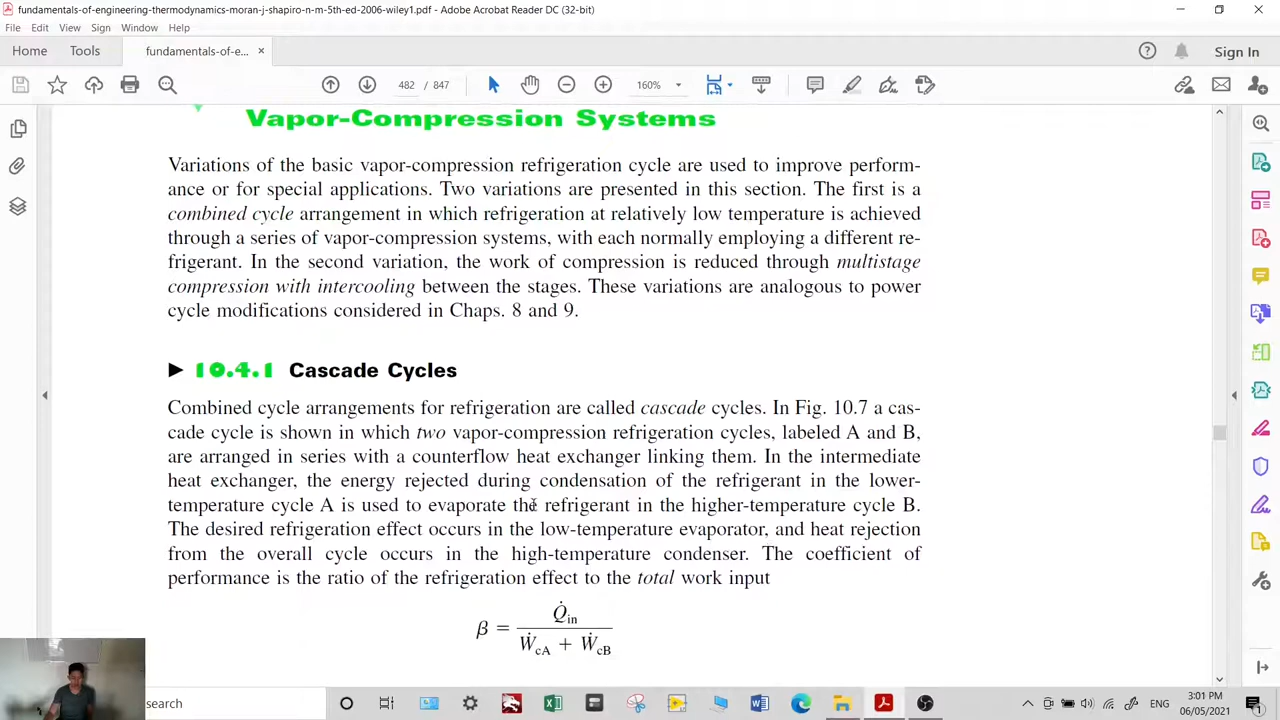 fundamentals-of-engineering-thermodynamics-moran-j-shapiro-n-m-5th-ed-2006-wiley1.pdf - Adobe Acrobat Reader DC (32-bit)
File Edit View Sign Window Help
Home Tools fundamentals-of-e... × Sign In
482 / 847 160%
Vapor-Compression Systems
Variations of the basic vapor-compression refrigeration cycle are used to improve perform-
ance or for special applications. Two variations are presented in this section. The first is a
combined cycle arrangement in which refrigeration at relatively low temperature is achieved
through a series of vapor-compression systems, with each normally employing a different re-
frigerant. In the second variation, the work of compression is reduced through multistage
compression with intercooling between the stages. These variations are analogous to power
cycle modifications considered in Chaps. 8 and 9.
► 10.4.1 Cascade Cycles
Combined cycle arrangements for refrigeration are called cascade cycles. In Fig. 10.7 a cas-
cade cycle is shown in which two vapor-compression refrigeration cycles, labeled A and B,
are arranged in series with a counterflow heat exchanger linking them. In the intermediate
heat exchanger, the energy rejected during condensation of the refrigerant in the lower-
temperature cycle A is used to evaporate the refrigerant in the higher-temperature cycle B.
The desired refrigeration effect occurs in the low-temperature evaporator, and heat rejection
from the overall cycle occurs in the high-temperature condenser. The coefficient of
performance is the ratio of the refrigeration effect to the total work input
β = Q̇in / (ẆcA + ẆcB)
search
ENG
3:01 PM
06/05/2021